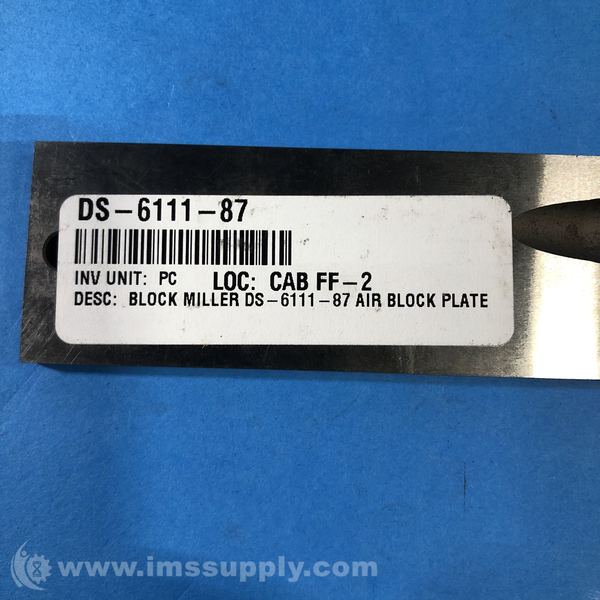 DS-6111-87
INV UNIT: PC LOC: CAB FF-2
DESC: BLOCK MILLER DS-6111-87 AIR BLOCK PLATE
www.imssupply.com